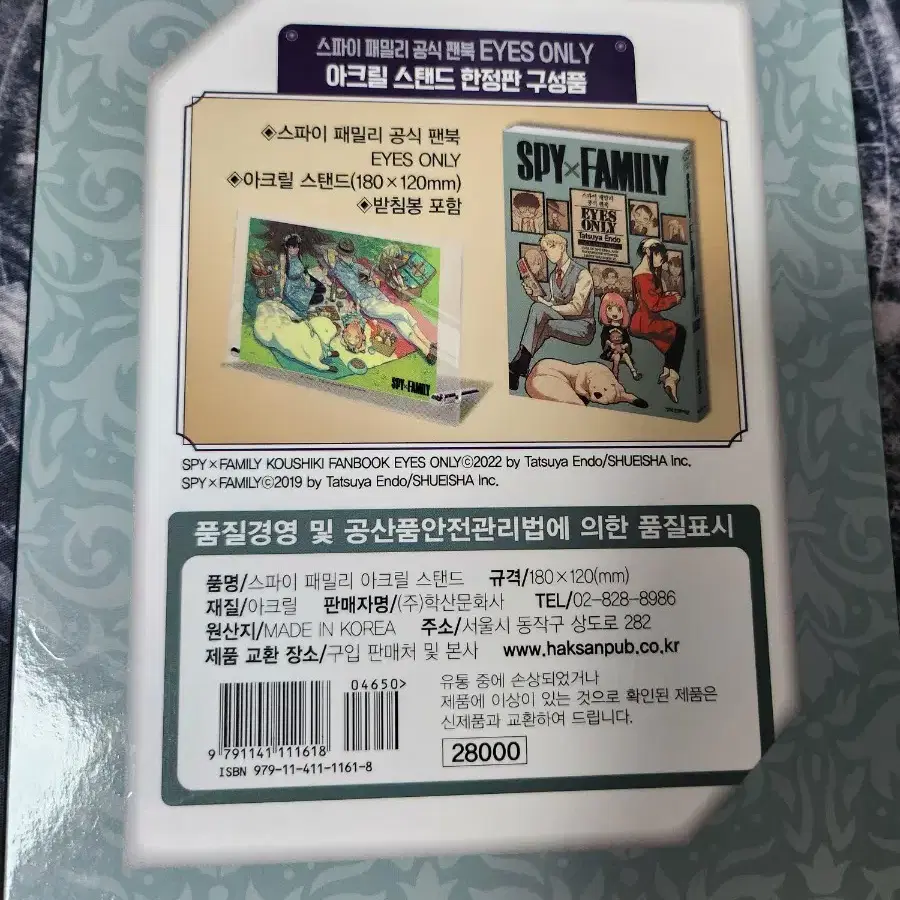 스파이 패밀리 공식 팬북 EYES ONLY
아크릴 스탠드 한정판 구성품
◈스파이 패밀리 공식 팬북
EYES ONLY
◈아크릴 스탠드(180×120mm)
◈받침봉 포함
SPY×FAMILY
SPY×FAMILY
스파이 패밀리
공식 팬북
EYES
ONLY
Tatsuya Endo
SPY×FAMILY KOUSHIKI FANBOOK EYES ONLY©2022 by Tatsuya Endo/SHUEISHA Inc.
SPY×FAMILY©2019 by Tatsuya Endo/SHUEISHA Inc.
품질경영 및 공산품안전관리법에 의한 품질표시
품명/스파이 패밀리 아크릴 스탠드 규격/180×120(mm)
재질/아크릴 판매자명/(주)학산문화사 TEL/02-828-8986
원산지/MADE IN KOREA 주소/서울시 동작구 상도로 282
제품 교환 장소/구입 판매처 및 본사 www.haksanpub.co.kr
04650>
9 791141 111618
ISBN 979-11-411-1161-8
유통 중에 손상되었거나
제품에 이상이 있는 것으로 확인된 제품은
신제품과 교환하여 드립니다.
28000